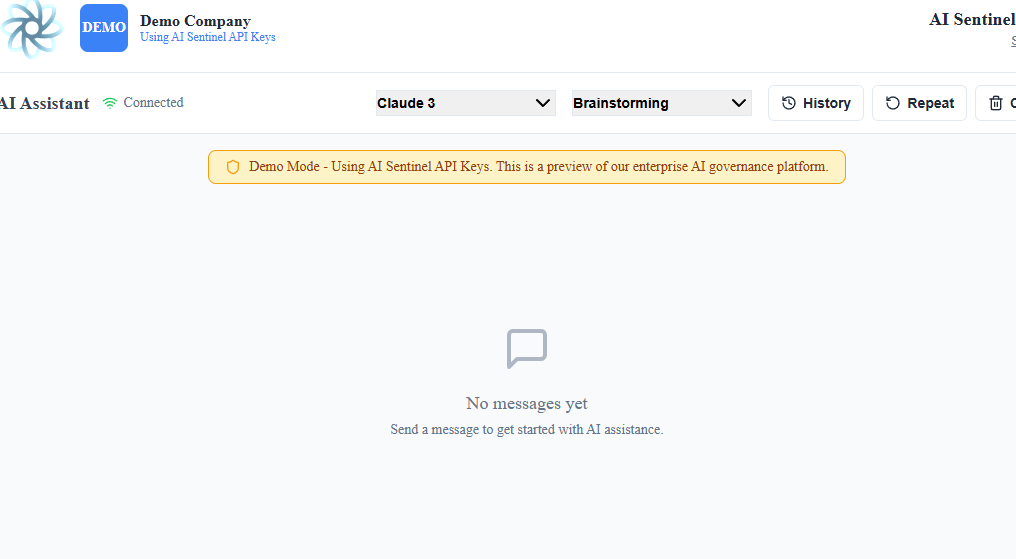 DEMO
Demo Company
Using AI Sentinel API Keys
AI Sentinel
S
AI Assistant
Connected
Claude 3
Brainstorming
History
Repeat
Demo Mode - Using AI Sentinel API Keys. This is a preview of our enterprise AI governance platform.
No messages yet
Send a message to get started with AI assistance.